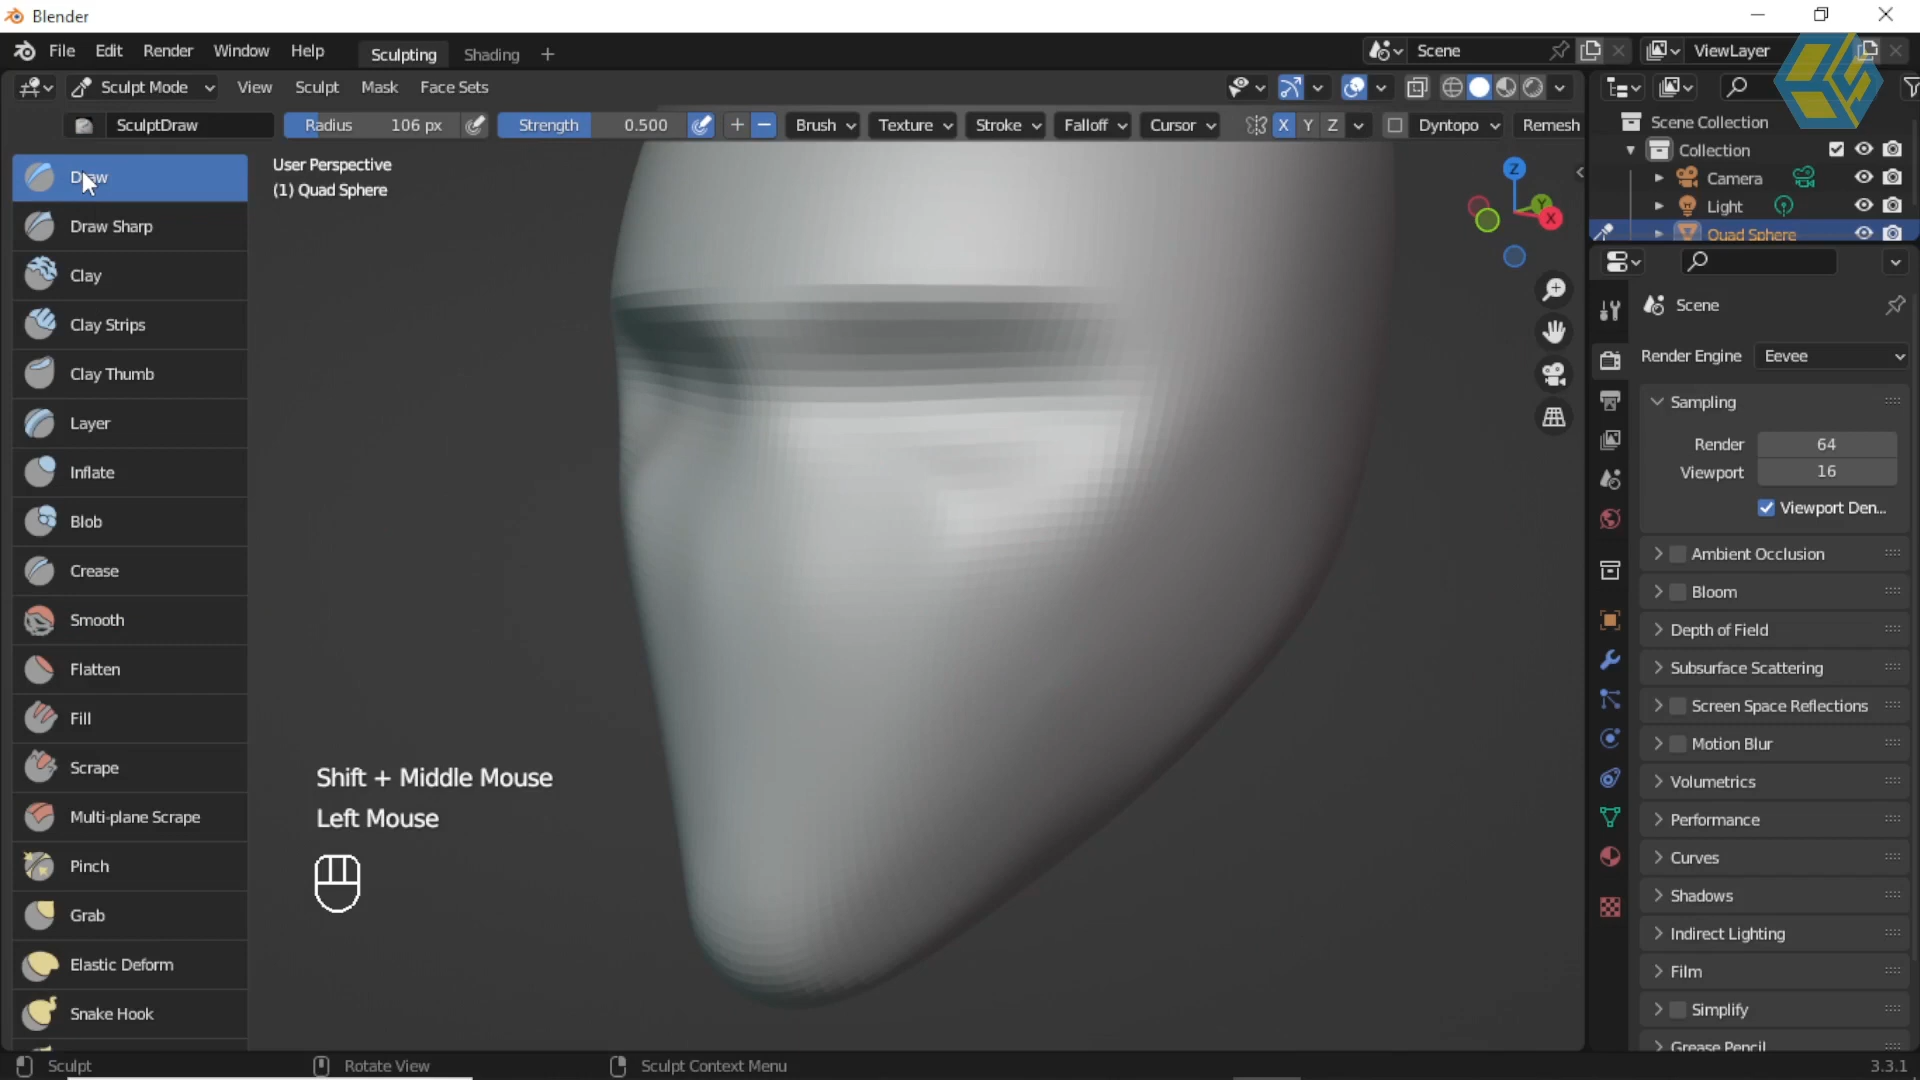 Blender
File Edit Render Window Help Sculpting Shading + Scene ViewLayer
Sculpt Mode View Sculpt Mask Face Sets
SculptDraw Radius 106 px Strength 0.500 Brush Texture Stroke Falloff Cursor X Y Z Dyntopo Remesh
User Perspective
(1) Quad Sphere
Draw
Draw Sharp
Clay
Clay Strips
Clay Thumb
Layer
Inflate
Blob
Crease
Smooth
Flatten
Fill
Scrape
Multi-plane Scrape
Pinch
Grab
Elastic Deform
Snake Hook
Shift + Middle Mouse
Left Mouse
Z
Y
X
Scene Collection
Collection
Camera
Light
Quad Sphere
Scene
Render Engine Eevee
Sampling
Render 64
Viewport 16
Viewport Den...
Ambient Occlusion
Bloom
Depth of Field
Subsurface Scattering
Screen Space Reflections
Motion Blur
Volumetrics
Performance
Curves
Shadows
Indirect Lighting
Film
Simplify
Grease Pencil
Sculpt Rotate View Sculpt Context Menu 3.3.1